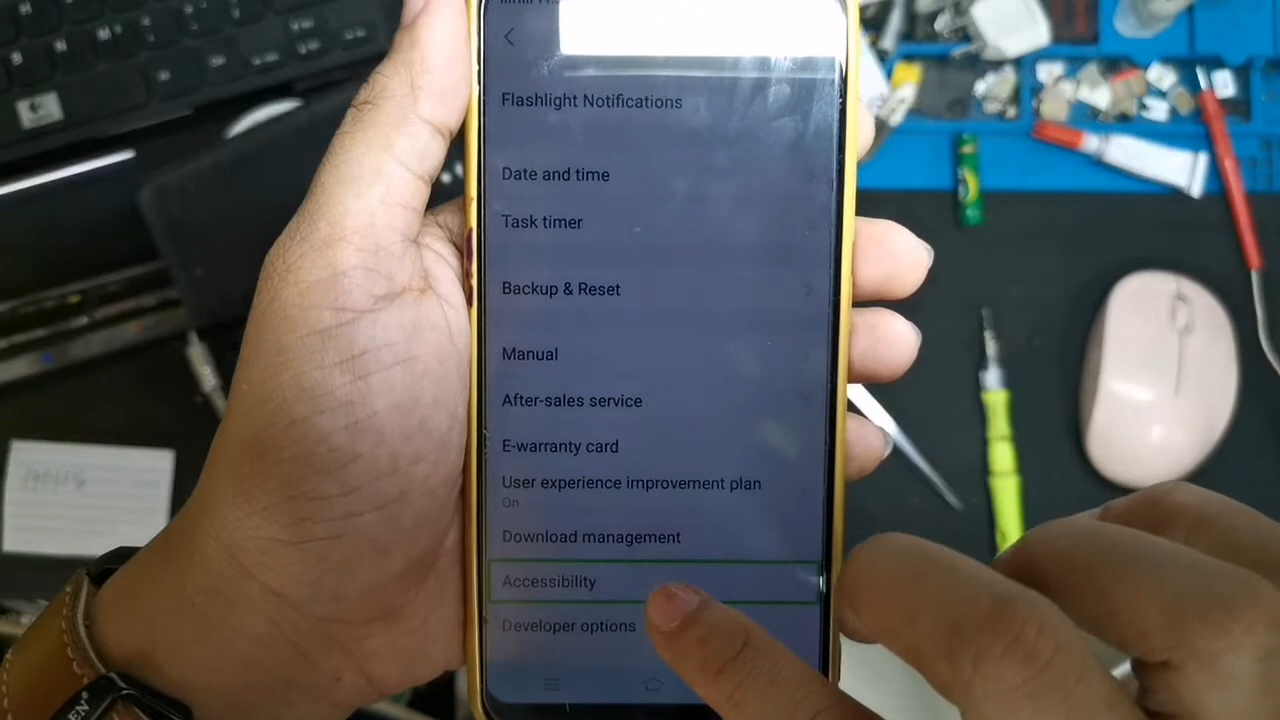 Flashlight Notifications
Date and time
Task timer
Backup & Reset
Manual
After-sales service
E-warranty card
User experience improvement plan
On
Download management
Accessibility
Developer options
EN